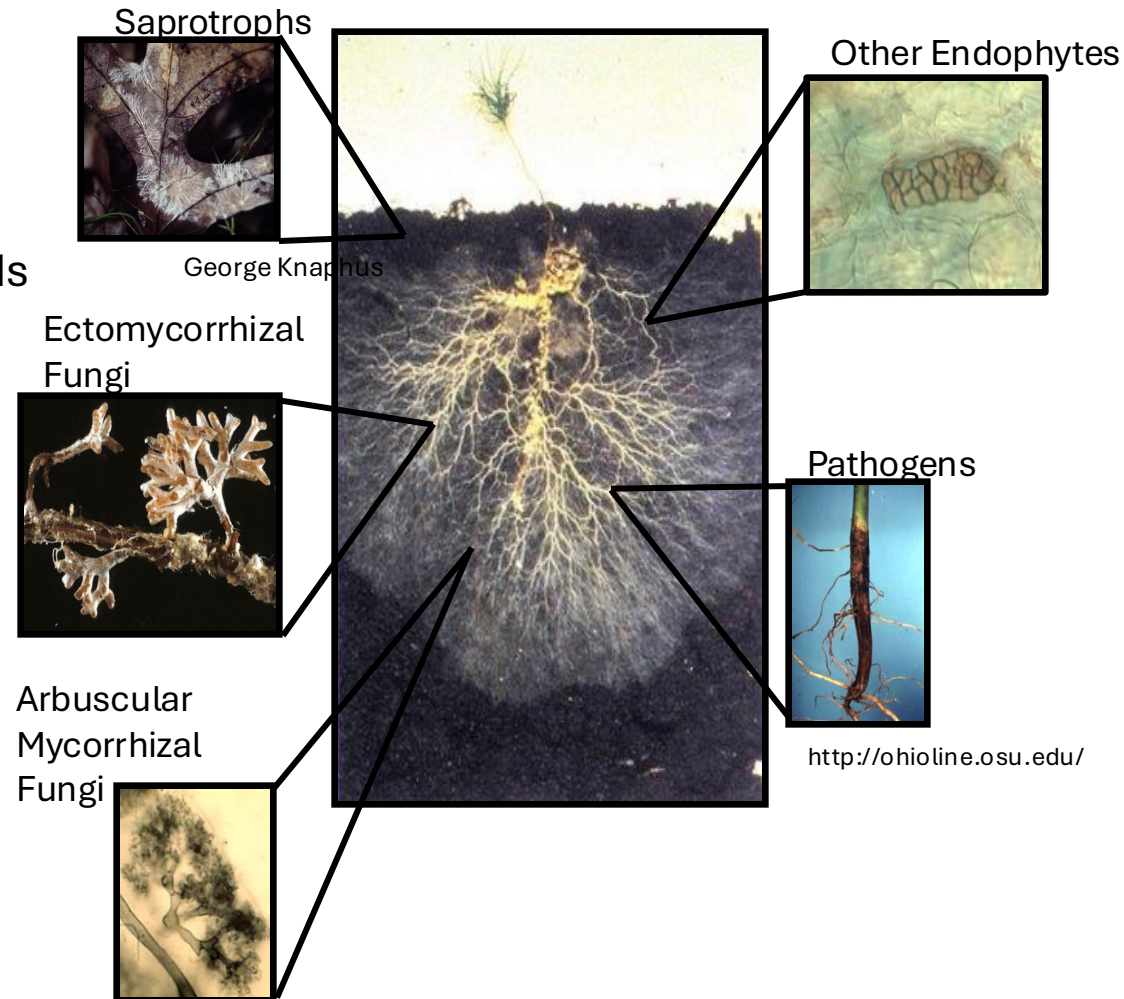 Saprotrophs
Other Endophytes
George Knaphus
ls
Ectomycorrhizal
Fungi
Pathogens
Arbuscular
Mycorrhizal
Fungi
http://ohioline.osu.edu/